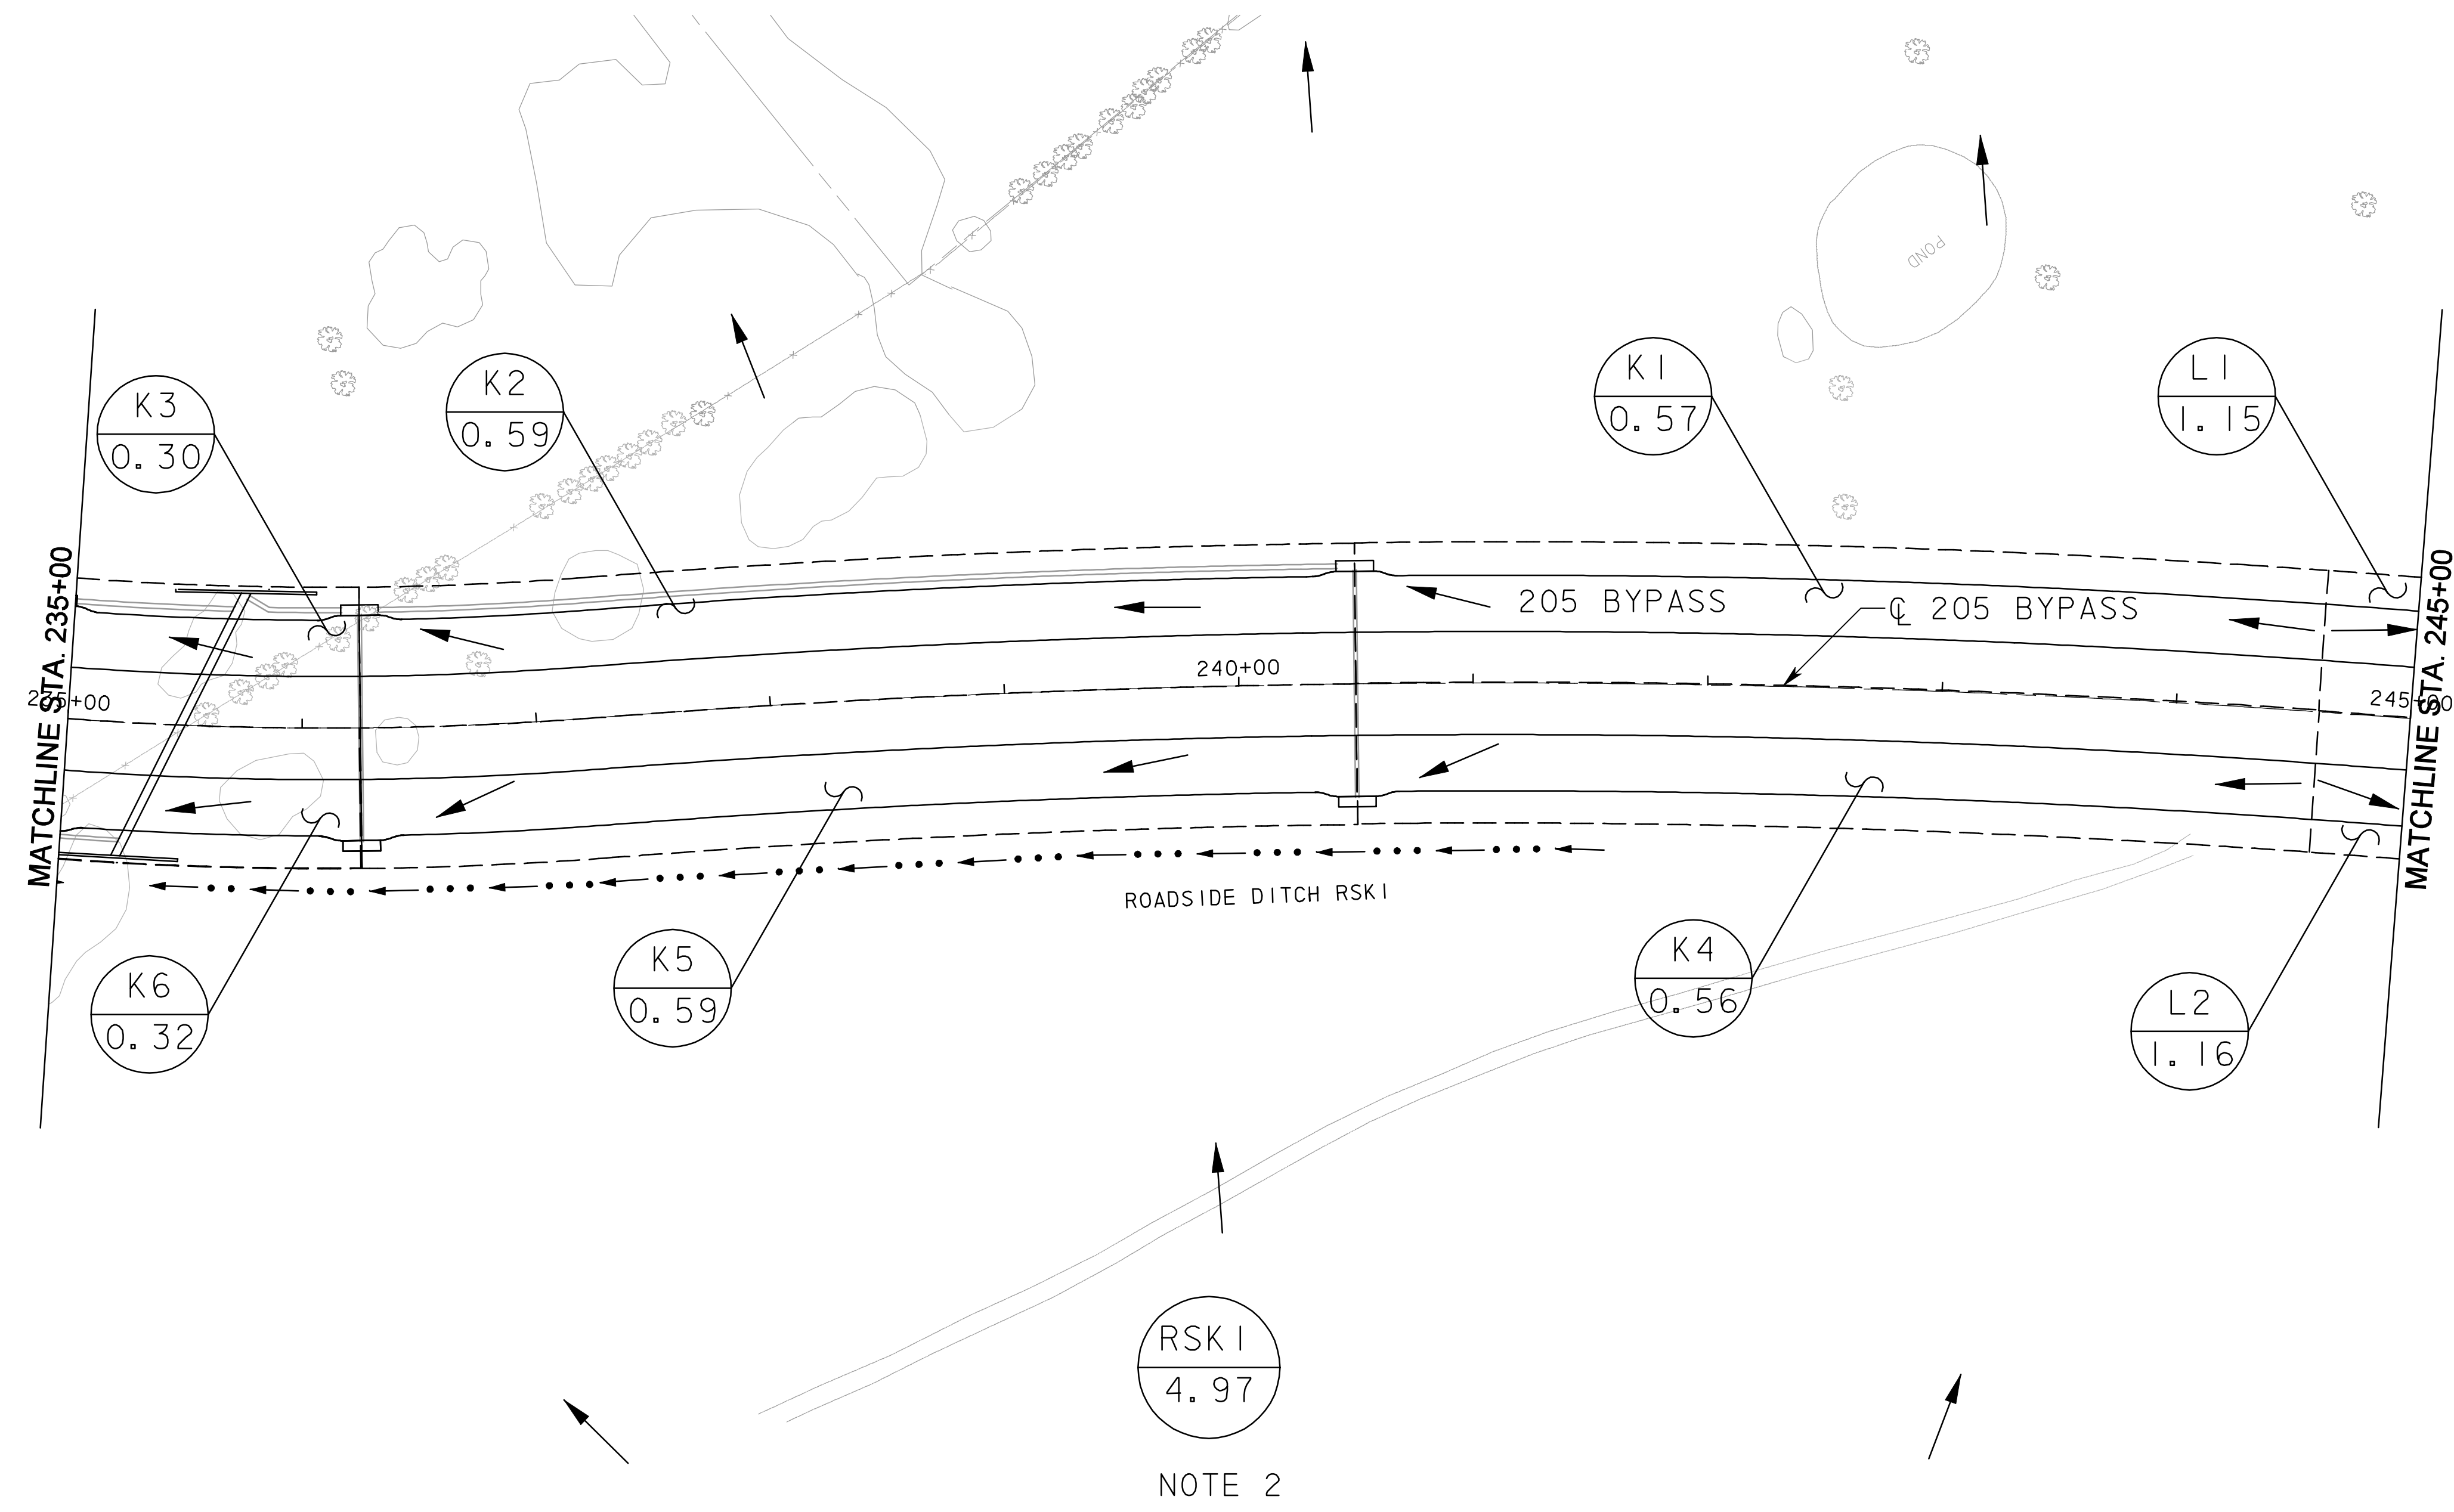 POND
K1
0.57
L1
1.15
K2
0.59
K3
0.30
MATCHLINE STA. 235+00
MATCHLINE STA. 245+00
205 BYPASS
℄ 205 BYPASS
240+00
235+00
245+00
ROADSIDE DITCH RSK1
K5
0.59
K4
0.56
K6
0.32
L2
1.16
RSK1
4.97
NOTE 2